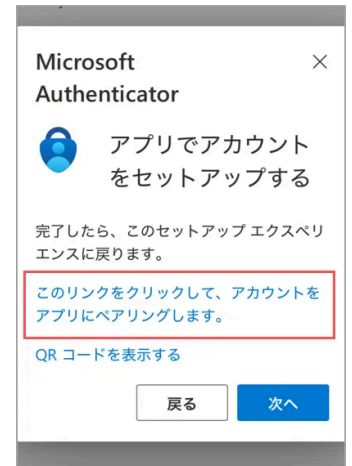 Microsoft
Authenticator
アプリでアカウント
をセットアップする
完了したら、このセットアップ エクスペリ
エンスに戻ります。
このリンクをクリックして、アカウントを
アプリにペアリングします。
QR コードを表示する
戻る
次へ